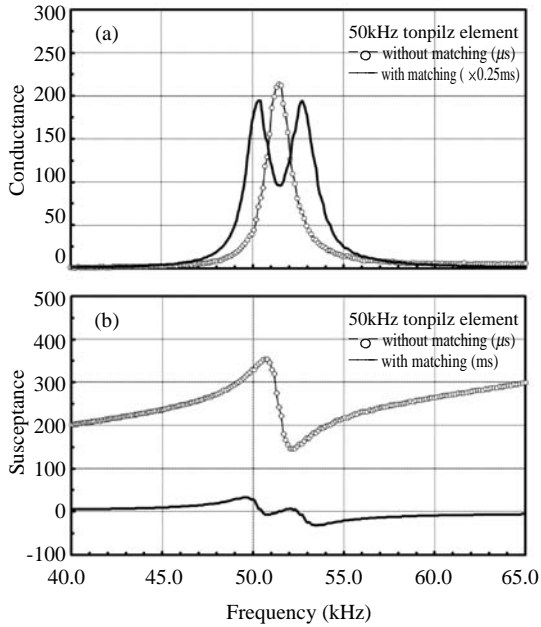 300
250
200
150
100
50
0
Conductance
(a)
50kHz tonpilz element
without matching (μs)
with matching ( ×0.25ms)
500
400
300
200
100
0
-100
Susceptance
(b)
50kHz tonpilz element
without matching (μs)
with matching (ms)
40.0 45.0 50.0 55.0 60.0 65.0
Frequency (kHz)